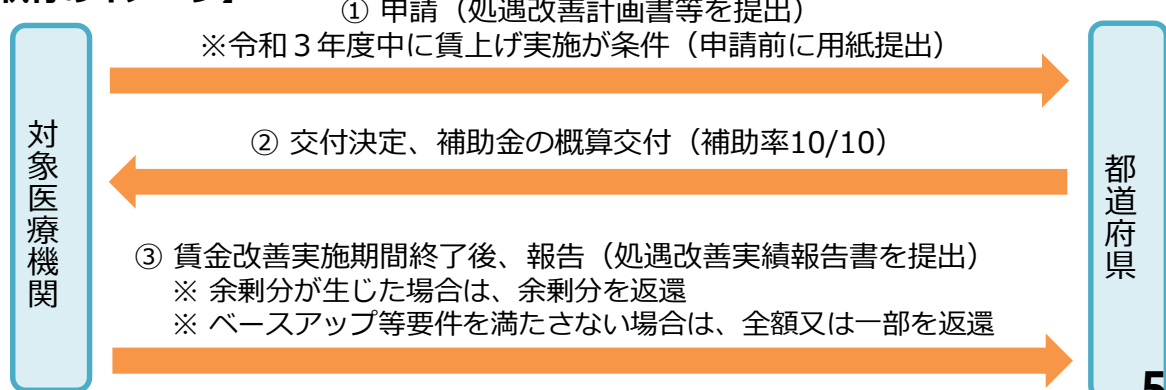 ① 申請（処遇改善計画書等を提出）
※令和３年度中に賃上げ実施が条件（申請前に用紙提出）
対象医療機関
② 交付決定、補助金の概算交付（補助率10/10）
都道府県
③ 賃金改善実施期間終了後、報告（処遇改善実績報告書を提出）
※ 余剰分が生じた場合は、余剰分を返還
※ ベースアップ等要件を満たさない場合は、全額又は一部を返還
5